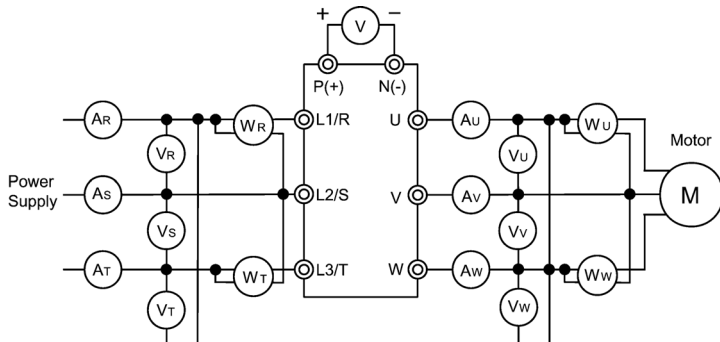 + V −
P(+) N(-)
AR WR L1/R U AU WU Motor
VR VU
Power Supply AS L2/S V AV M
VS VV
AT WT L3/T W AW WW
VT VW